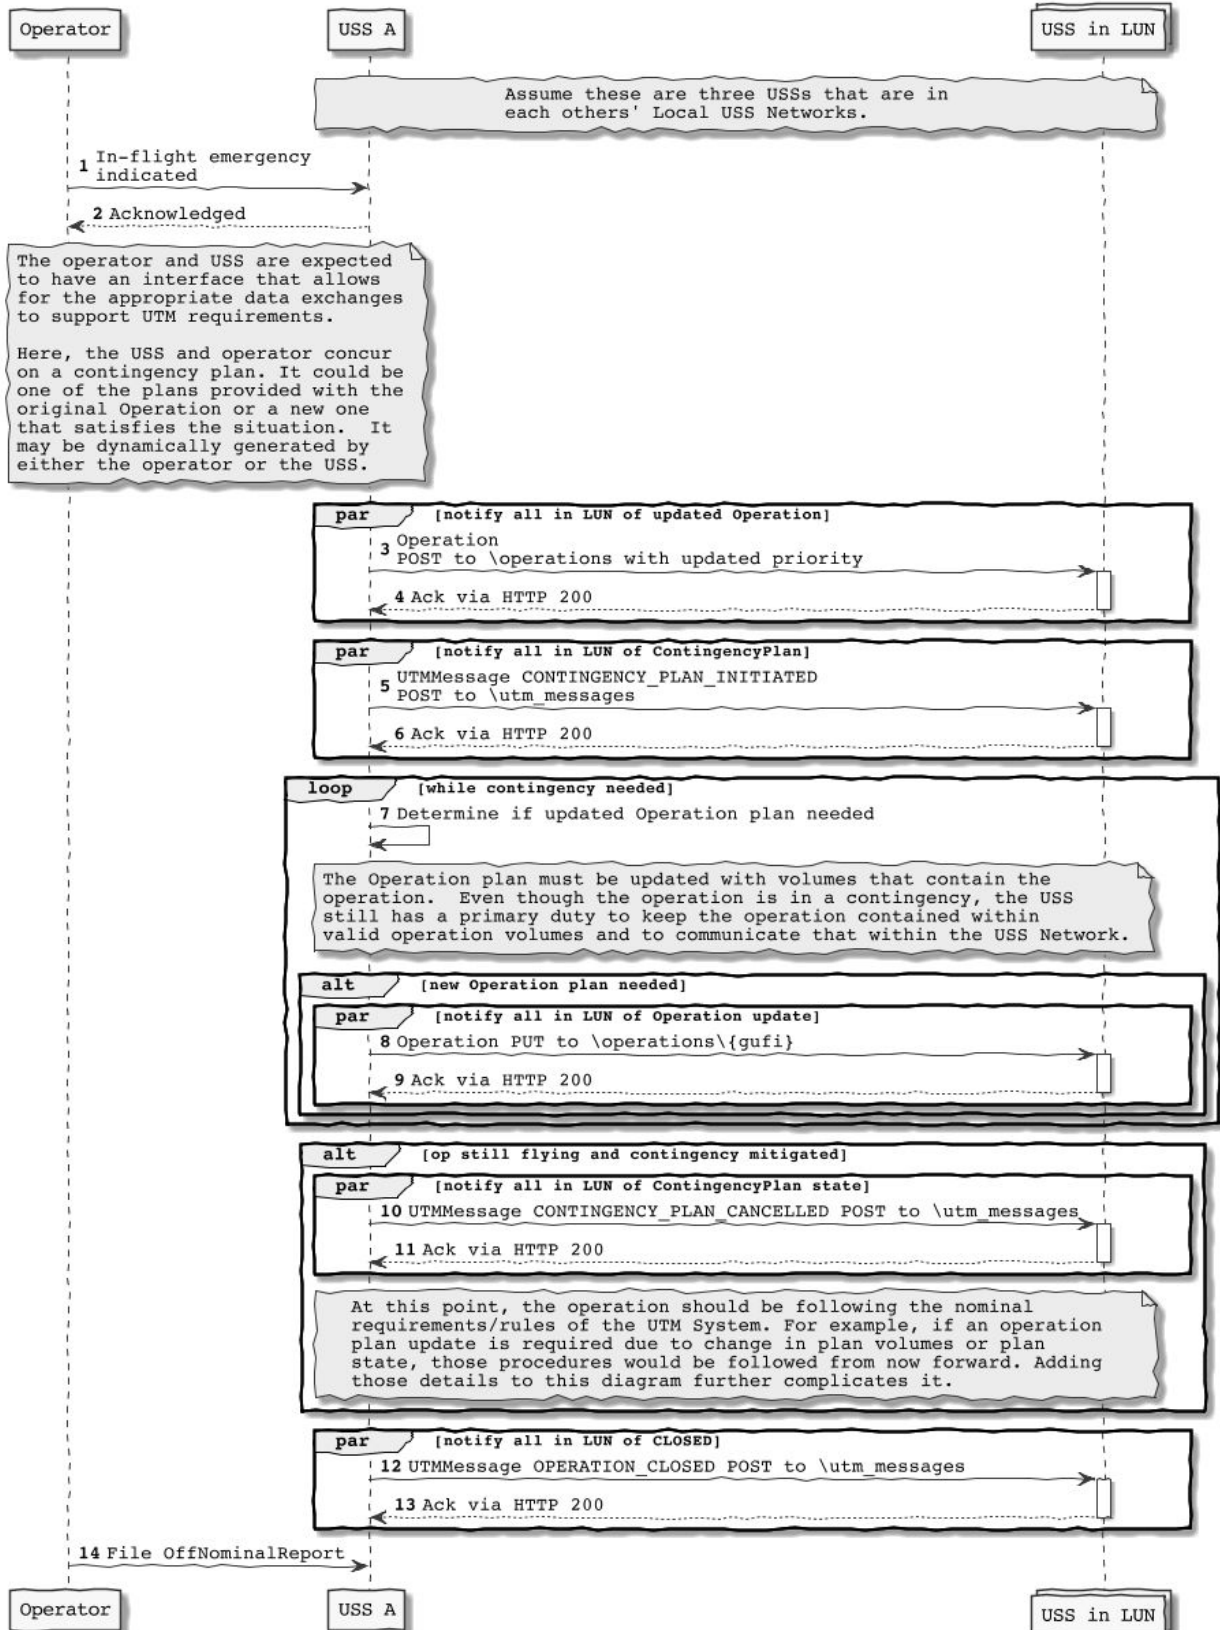 Operator
USS A
USS in LUN
Assume these are three USSs that are in
each others' Local USS Networks.
1 In-flight emergency
indicated
2 Acknowledged
The operator and USS are expected
to have an interface that allows
for the appropriate data exchanges
to support UTM requirements.
Here, the USS and operator concur
on a contingency plan. It could be
one of the plans provided with the
original Operation or a new one
that satisfies the situation.  It
may be dynamically generated by
either the operator or the USS.
par [notify all in LUN of updated Operation]
3 Operation
POST to \operations with updated priority
4 Ack via HTTP 200
par [notify all in LUN of ContingencyPlan]
5 UTMMessage CONTINGENCY_PLAN_INITIATED
POST to \utm_messages
6 Ack via HTTP 200
loop [while contingency needed]
7 Determine if updated Operation plan needed
The Operation plan must be updated with volumes that contain the
operation.  Even though the operation is in a contingency, the USS
still has a primary duty to keep the operation contained within
valid operation volumes and to communicate that within the USS Network.
alt [new Operation plan needed]
par [notify all in LUN of Operation update]
8 Operation PUT to \operations\{gufi}
9 Ack via HTTP 200
alt [op still flying and contingency mitigated]
par [notify all in LUN of ContingencyPlan state]
10 UTMMessage CONTINGENCY_PLAN_CANCELLED POST to \utm_messages
11 Ack via HTTP 200
At this point, the operation should be following the nominal
requirements/rules of the UTM System. For example, if an operation
plan update is required due to change in plan volumes or plan
state, those procedures would be followed from now forward. Adding
those details to this diagram further complicates it.
par [notify all in LUN of CLOSED]
12 UTMMessage OPERATION_CLOSED POST to \utm_messages
13 Ack via HTTP 200
14 File OffNominalReport
Operator
USS A
USS in LUN